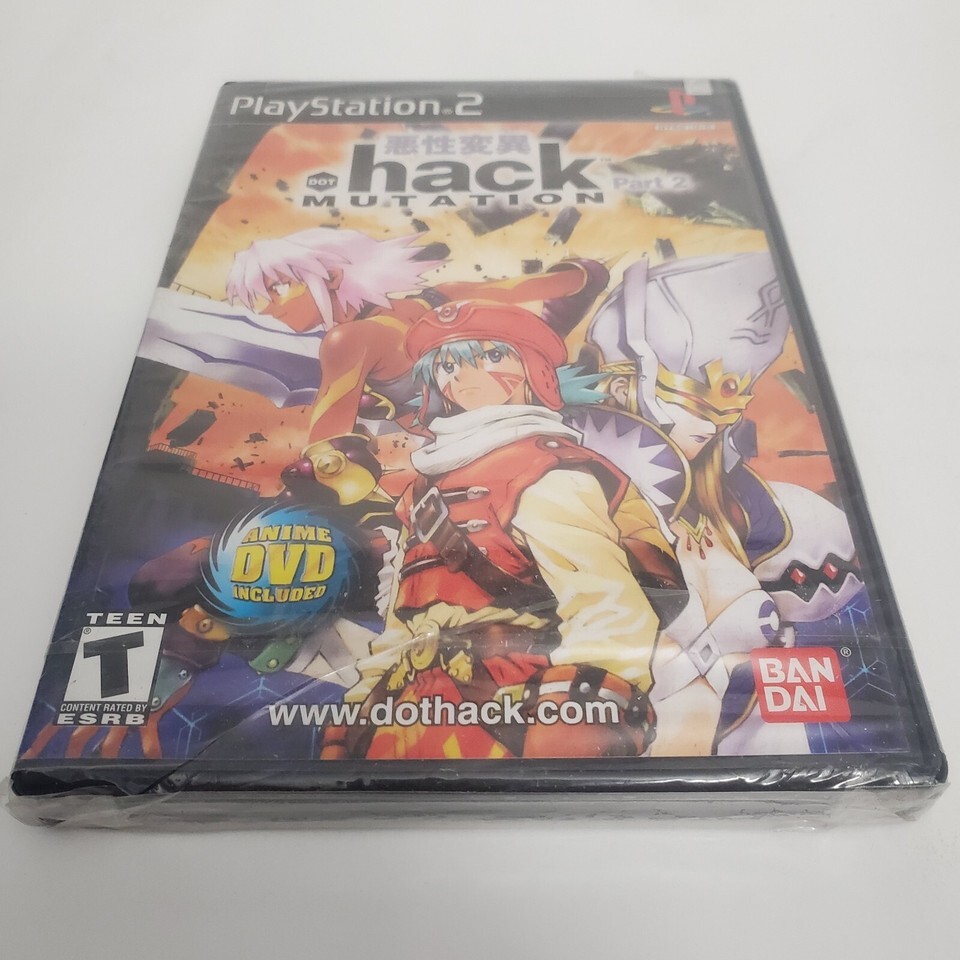 PlayStation®2
悪性変異
DOT hack™ Part 2
MUTATION
ANIME
DVD
INCLUDED
TEEN
T®
CONTENT RATED BY
ESRB
www.dothack.com
BAN
DAI®